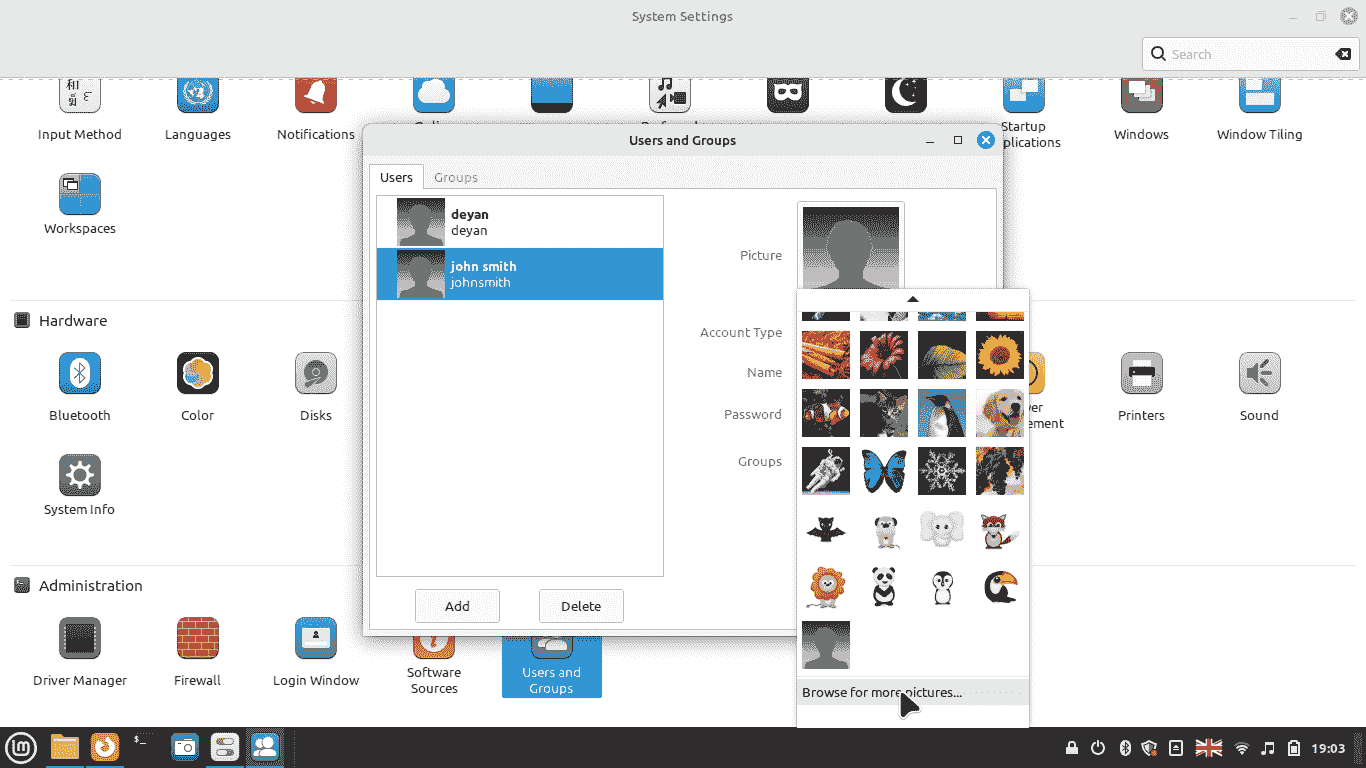 System Settings
Search
Input Method
Languages
Notifications
Startup
Windows
Window Tiling
Workspaces
Users and Groups
Users
Groups
deyan
deyan
john smith
johnsmith
Picture
Account Type
Name
Password
Groups
Add
Delete
Browse for more pictures...
Hardware
Bluetooth
Color
Disks
Printers
Sound
System Info
Administration
Driver Manager
Firewall
Login Window
Software
Sources
Users and
Groups
19:03